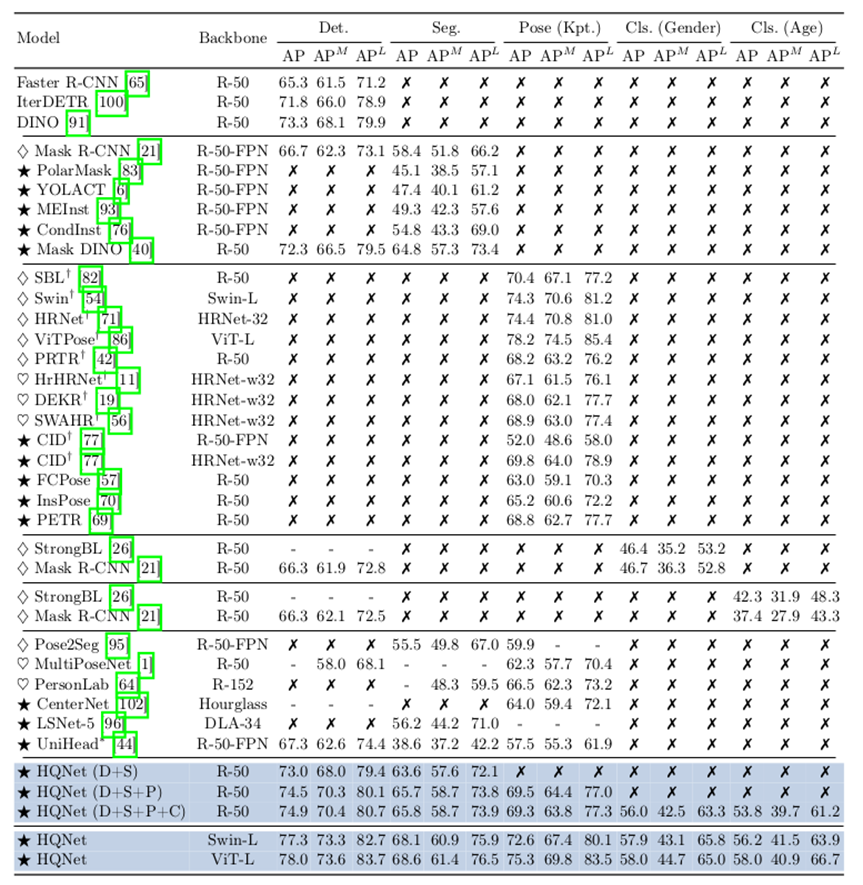 Model Backbone Det. Seg. Pose (Kpt.) Cls. (Gender) Cls. (Age)
AP AP^M AP^L AP AP^M AP^L AP AP^M AP^L AP AP^M AP^L AP AP^M AP^L
Faster R-CNN [65] R-50 65.3 61.5 71.2 ✗ ✗ ✗ ✗ ✗ ✗ ✗ ✗ ✗ ✗ ✗ ✗
IterDETR [100] R-50 71.8 66.0 78.9 ✗ ✗ ✗ ✗ ✗ ✗ ✗ ✗ ✗ ✗ ✗ ✗
DINO [91] R-50 73.3 68.1 79.9 ✗ ✗ ✗ ✗ ✗ ✗ ✗ ✗ ✗ ✗ ✗ ✗
♢ Mask R-CNN [21] R-50-FPN 66.7 62.3 73.1 58.4 51.8 66.2 ✗ ✗ ✗ ✗ ✗ ✗ ✗ ✗ ✗
★ PolarMask [83] R-50-FPN ✗ ✗ ✗ 45.1 38.5 57.1 ✗ ✗ ✗ ✗ ✗ ✗ ✗ ✗ ✗
★ YOLACT [6] R-50-FPN ✗ ✗ ✗ 47.4 40.1 61.2 ✗ ✗ ✗ ✗ ✗ ✗ ✗ ✗ ✗
★ MEInst [93] R-50-FPN ✗ ✗ ✗ 49.3 42.3 57.6 ✗ ✗ ✗ ✗ ✗ ✗ ✗ ✗ ✗
★ CondInst [76] R-50-FPN ✗ ✗ ✗ 54.8 43.3 69.0 ✗ ✗ ✗ ✗ ✗ ✗ ✗ ✗ ✗
★ Mask DINO [40] R-50 72.3 66.5 79.5 64.8 57.3 73.4 ✗ ✗ ✗ ✗ ✗ ✗ ✗ ✗ ✗
♢ SBL† [82] R-50 ✗ ✗ ✗ ✗ ✗ ✗ 70.4 67.1 77.2 ✗ ✗ ✗ ✗ ✗ ✗
♢ Swin† [54] Swin-L ✗ ✗ ✗ ✗ ✗ ✗ 74.3 70.6 81.2 ✗ ✗ ✗ ✗ ✗ ✗
♢ HRNet† [71] HRNet-32 ✗ ✗ ✗ ✗ ✗ ✗ 74.4 70.8 81.0 ✗ ✗ ✗ ✗ ✗ ✗
♢ ViTPose† [86] ViT-L ✗ ✗ ✗ ✗ ✗ ✗ 78.2 74.5 85.4 ✗ ✗ ✗ ✗ ✗ ✗
♢ PRTR† [42] R-50 ✗ ✗ ✗ ✗ ✗ ✗ 68.2 63.2 76.2 ✗ ✗ ✗ ✗ ✗ ✗
♡ HrHRNet† [11] HRNet-w32 ✗ ✗ ✗ ✗ ✗ ✗ 67.1 61.5 76.1 ✗ ✗ ✗ ✗ ✗ ✗
♡ DEKR† [19] HRNet-w32 ✗ ✗ ✗ ✗ ✗ ✗ 68.0 62.1 77.7 ✗ ✗ ✗ ✗ ✗ ✗
♡ SWAHR† [56] HRNet-w32 ✗ ✗ ✗ ✗ ✗ ✗ 68.9 63.0 77.4 ✗ ✗ ✗ ✗ ✗ ✗
★ CID† [77] R-50-FPN ✗ ✗ ✗ ✗ ✗ ✗ 52.0 48.6 58.0 ✗ ✗ ✗ ✗ ✗ ✗
★ CID† [77] HRNet-w32 ✗ ✗ ✗ ✗ ✗ ✗ 69.8 64.0 78.9 ✗ ✗ ✗ ✗ ✗ ✗
★ FCPose [57] R-50 ✗ ✗ ✗ ✗ ✗ ✗ 63.0 59.1 70.3 ✗ ✗ ✗ ✗ ✗ ✗
★ InsPose [70] R-50 ✗ ✗ ✗ ✗ ✗ ✗ 65.2 60.6 72.2 ✗ ✗ ✗ ✗ ✗ ✗
★ PETR [69] R-50 ✗ ✗ ✗ ✗ ✗ ✗ 68.8 62.7 77.7 ✗ ✗ ✗ ✗ ✗ ✗
♢ StrongBL [26] R-50 - - - ✗ ✗ ✗ ✗ ✗ ✗ 46.4 35.2 53.2 ✗ ✗ ✗
♢ Mask R-CNN [21] R-50 66.3 61.9 72.8 ✗ ✗ ✗ ✗ ✗ ✗ 46.7 36.3 52.8 ✗ ✗ ✗
♢ StrongBL [26] R-50 - - - ✗ ✗ ✗ ✗ ✗ ✗ ✗ ✗ ✗ 42.3 31.9 48.3
♢ Mask R-CNN [21] R-50 66.3 62.1 72.5 ✗ ✗ ✗ ✗ ✗ ✗ ✗ ✗ ✗ 37.4 27.9 43.3
♢ Pose2Seg [95] R-50-FPN ✗ ✗ ✗ 55.5 49.8 67.0 59.9 - - ✗ ✗ ✗ ✗ ✗ ✗
♡ MultiPoseNet [1] R-50 - 58.0 68.1 - - - 62.3 57.7 70.4 ✗ ✗ ✗ ✗ ✗ ✗
♡ PersonLab [64] R-152 ✗ ✗ ✗ - 48.3 59.5 66.5 62.3 73.2 ✗ ✗ ✗ ✗ ✗ ✗
★ CenterNet [102] Hourglass - - - ✗ ✗ ✗ 64.0 59.4 72.1 ✗ ✗ ✗ ✗ ✗ ✗
★ LSNet-5 [96] DLA-34 ✗ ✗ ✗ 56.2 44.2 71.0 - - - ✗ ✗ ✗ ✗ ✗ ✗
★ UniHead* [44] R-50-FPN 67.3 62.6 74.4 38.6 37.2 42.2 57.5 55.3 61.9 ✗ ✗ ✗ ✗ ✗ ✗
★ HQNet (D+S) R-50 73.0 68.0 79.4 63.6 57.6 72.1 ✗ ✗ ✗ ✗ ✗ ✗ ✗ ✗ ✗
★ HQNet (D+S+P) R-50 74.5 70.3 80.1 65.7 58.7 73.8 69.5 64.4 77.0 ✗ ✗ ✗ ✗ ✗ ✗
★ HQNet (D+S+P+C) R-50 74.9 70.4 80.7 65.8 58.7 73.9 69.3 63.8 77.3 56.0 42.5 63.3 53.8 39.7 61.2
★ HQNet Swin-L 77.3 73.3 82.7 68.1 60.9 75.9 72.6 67.4 80.1 57.9 43.1 65.8 56.2 41.5 63.9
★ HQNet ViT-L 78.0 73.6 83.7 68.6 61.4 76.5 75.3 69.8 83.5 58.0 44.7 65.0 58.0 40.9 66.7